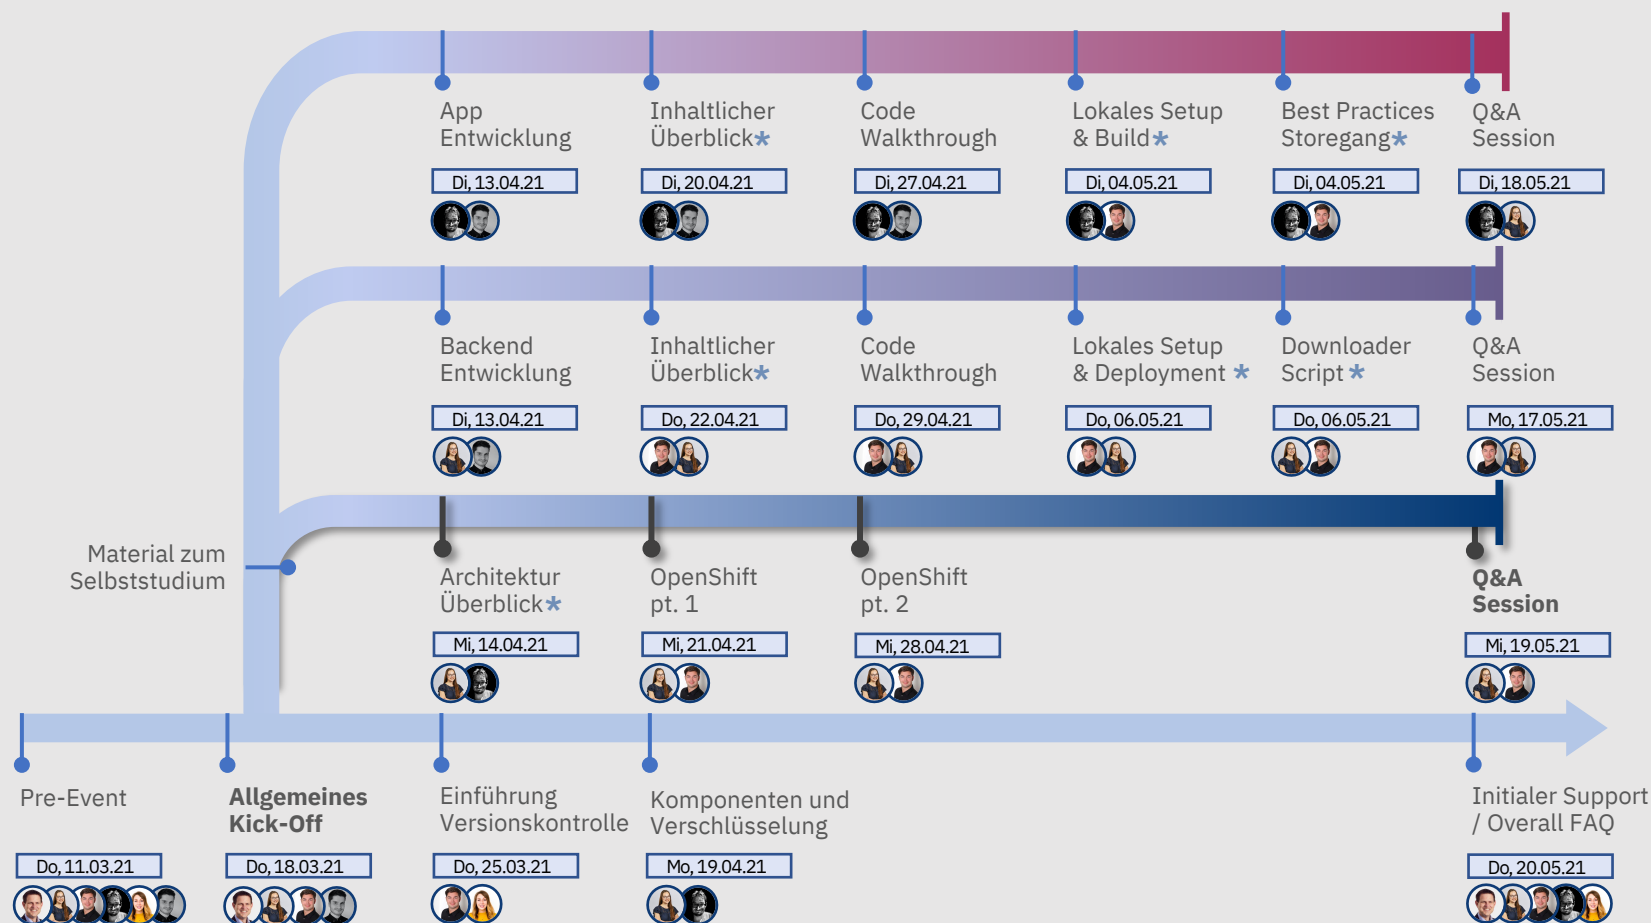 App
Entwicklung
Di, 13.04.21
Inhaltlicher
Überblick*
Di, 20.04.21
Code
Walkthrough
Di, 27.04.21
Lokales Setup
& Build*
Di, 04.05.21
Best Practices
Storegang*
Di, 04.05.21
Q&A
Session
Di, 18.05.21
Backend
Entwicklung
Di, 13.04.21
Inhaltlicher
Überblick*
Do, 22.04.21
Code
Walkthrough
Do, 29.04.21
Lokales Setup
& Deployment *
Do, 06.05.21
Downloader
Script *
Do, 06.05.21
Q&A
Session
Mo, 17.05.21
Material zum
Selbststudium
Architektur
Überblick*
Mi, 14.04.21
OpenShift
pt. 1
Mi, 21.04.21
OpenShift
pt. 2
Mi, 28.04.21
Q&A
Session
Mi, 19.05.21
Pre-Event
Do, 11.03.21
Allgemeines
Kick-Off
Do, 18.03.21
Einführung
Versionskontrolle
Do, 25.03.21
Komponenten und
Verschlüsselung
Mo, 19.04.21
Initialer Support
/ Overall FAQ
Do, 20.05.21